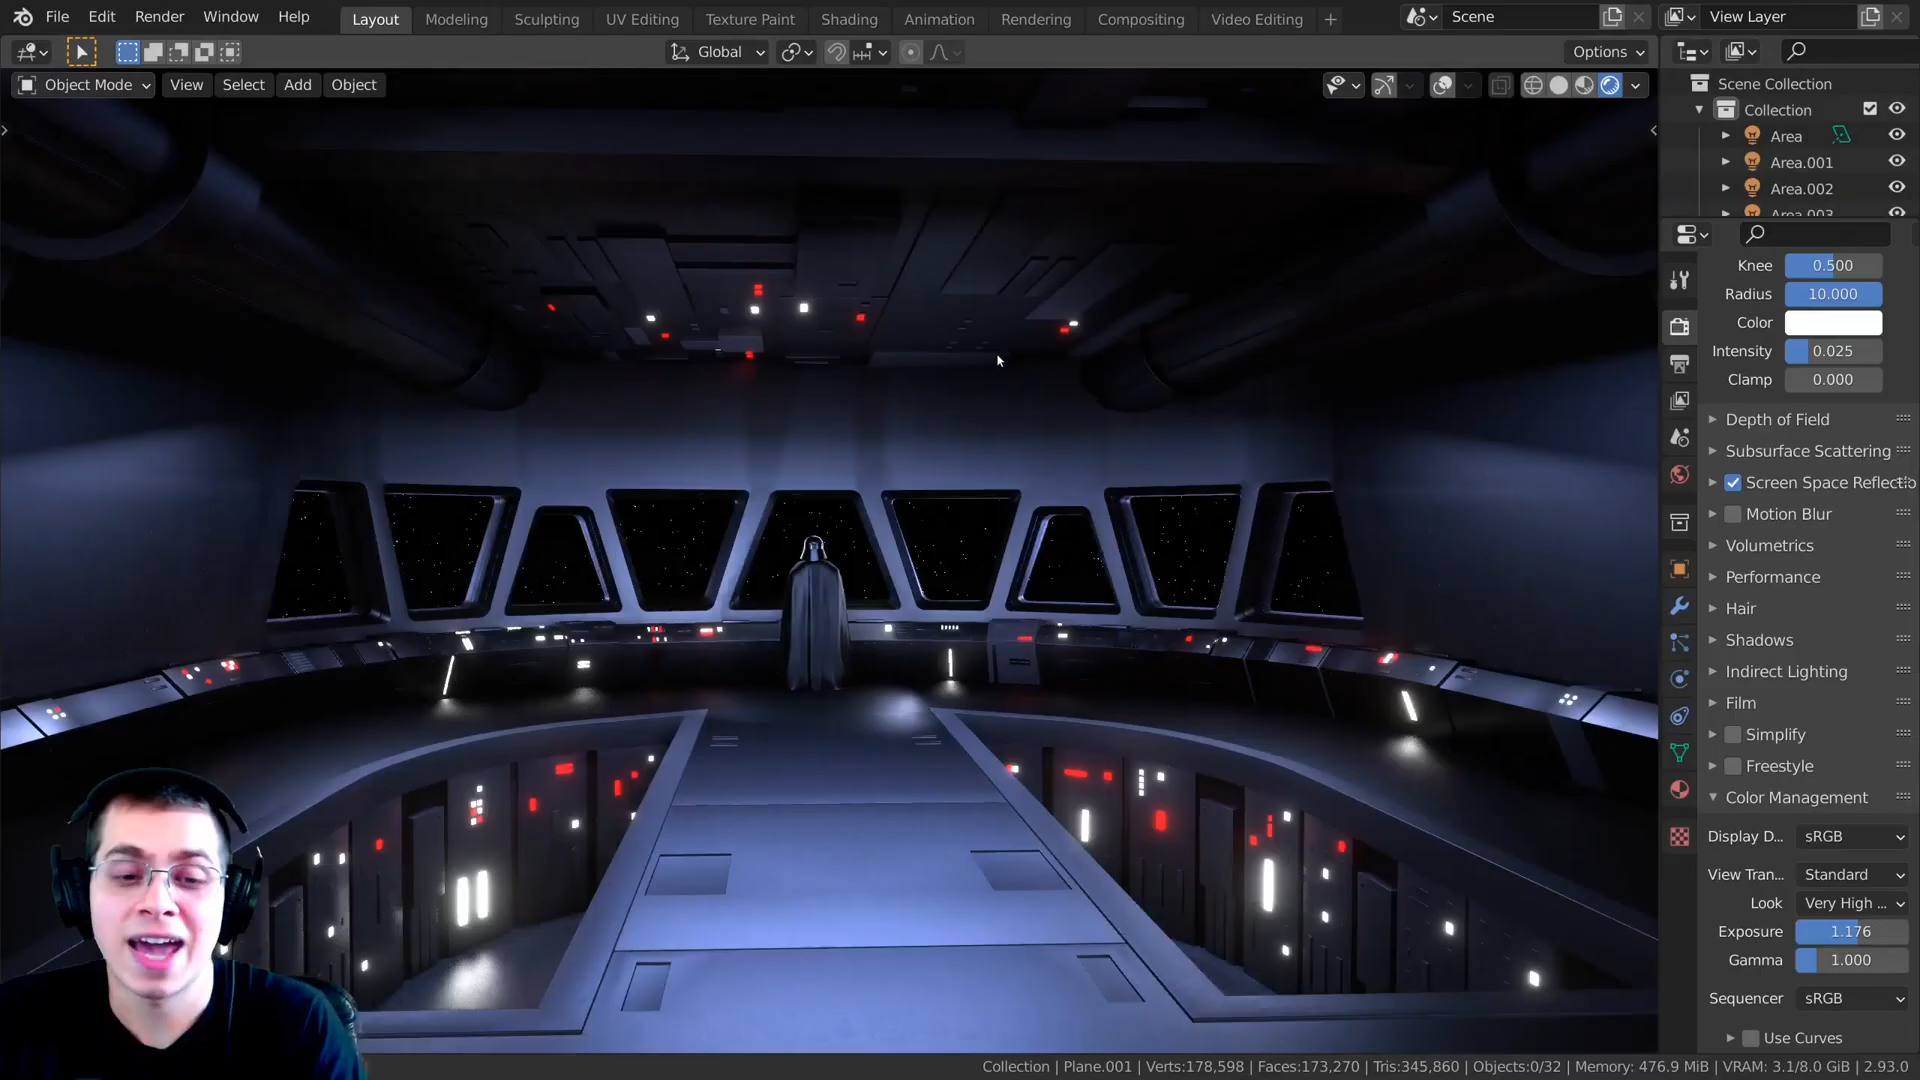 File Edit Render Window Help Layout Modeling Sculpting UV Editing Texture Paint Shading Animation Rendering Compositing Video Editing + Scene View Layer
Global Options
Object Mode View Select Add Object
Scene Collection
Collection
Area
Area.001
Area.002
Area.003
Knee 0.500
Radius 10.000
Color
Intensity 0.025
Clamp 0.000
Depth of Field
Subsurface Scattering
Screen Space Reflectio
Motion Blur
Volumetrics
Performance
Hair
Shadows
Indirect Lighting
Film
Simplify
Freestyle
Color Management
Display D... sRGB
View Tran... Standard
Look Very High ...
Exposure 1.176
Gamma 1.000
Sequencer sRGB
Use Curves
Collection | Plane.001 | Verts:178,598 | Faces:173,270 | Tris:345,860 | Objects:0/32 | Memory: 476.9 MiB | VRAM: 3.1/8.0 GiB | 2.93.0